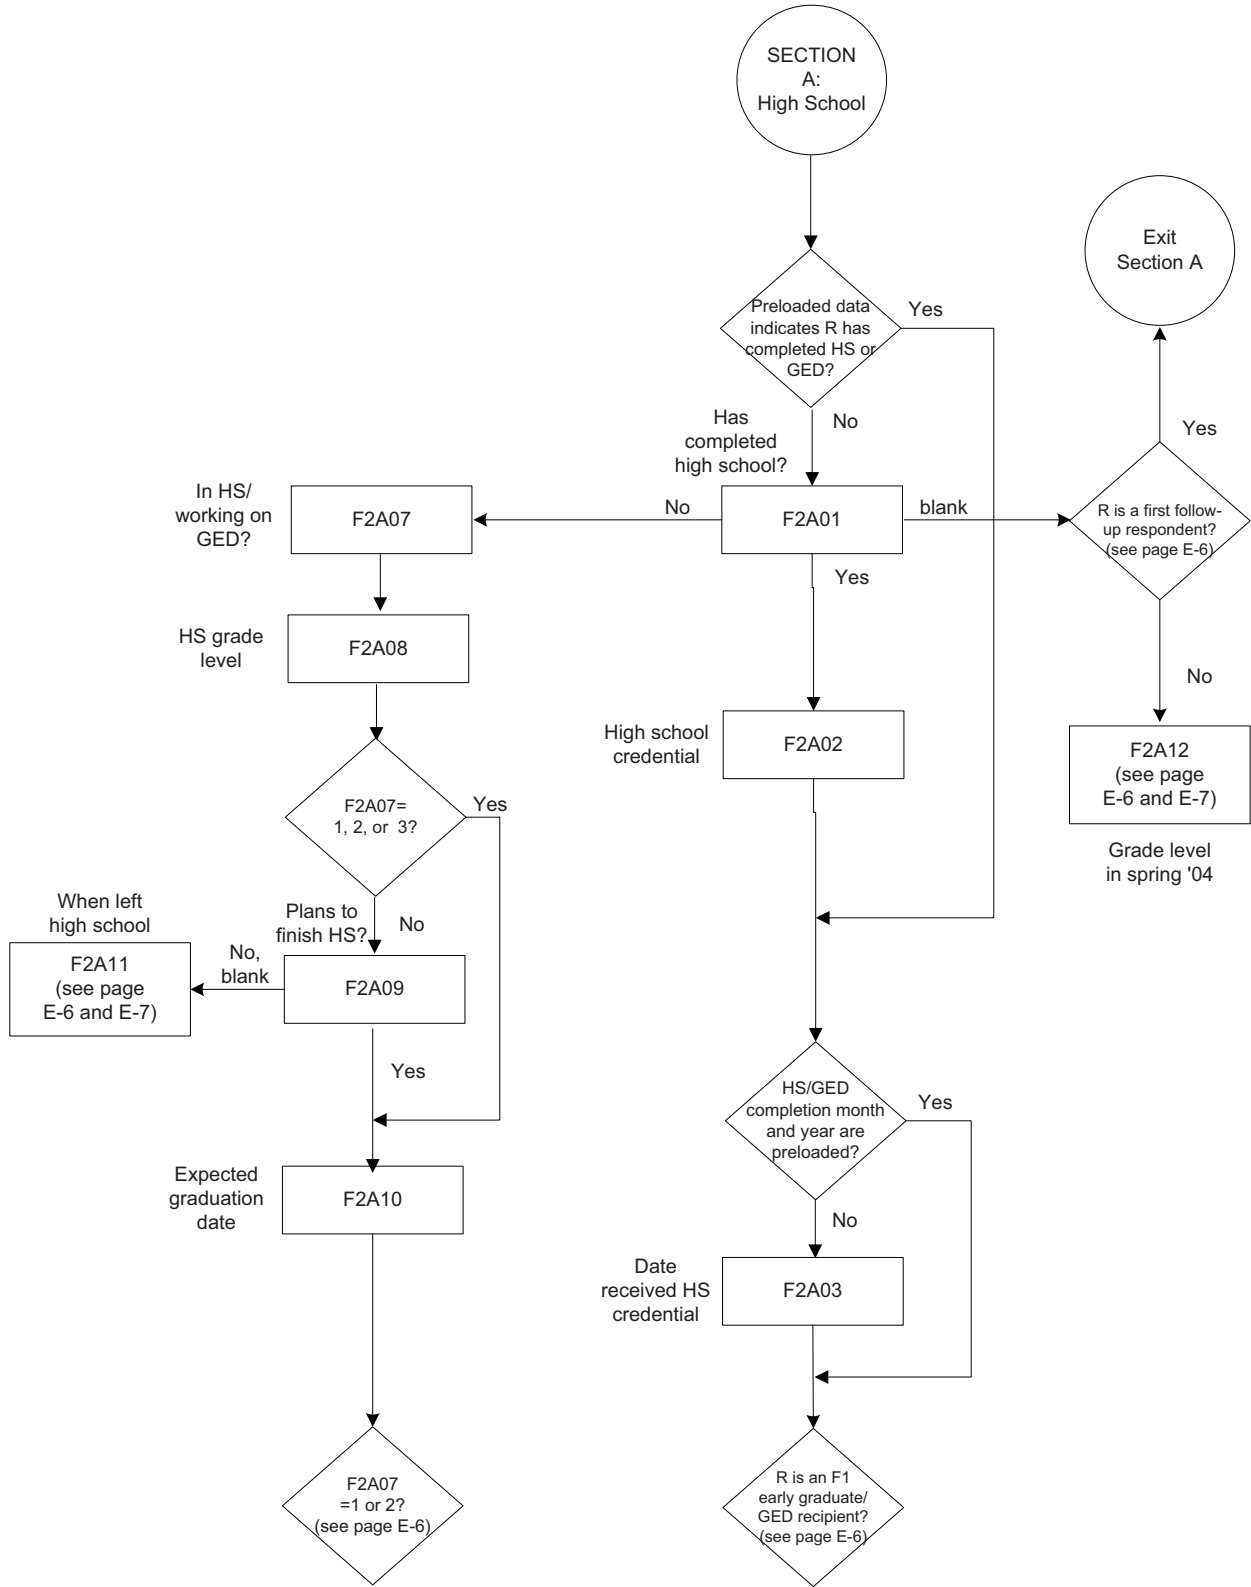 SECTION
A:
High School
Exit
Section A
Preloaded data
indicates R has
completed HS or
GED?
Yes
No
Has
completed
high school?
Yes
In HS/
working on
GED?
F2A07
No
F2A01
blank
R is a first follow-
up respondent?
(see page E-6)
Yes
HS grade
level
F2A08
No
High school
credential
F2A02
F2A12
(see page
E-6 and E-7)
Grade level
in spring '04
F2A07=
1, 2, or 3?
Yes
No
When left
high school
Plans to
finish HS?
F2A11
(see page
E-6 and E-7)
No,
blank
F2A09
Yes
HS/GED
completion month
and year are
preloaded?
Yes
No
Expected
graduation
date
F2A10
Date
received HS
credential
F2A03
F2A07
=1 or 2?
(see page E-6)
R is an F1
early graduate/
GED recipient?
(see page E-6)